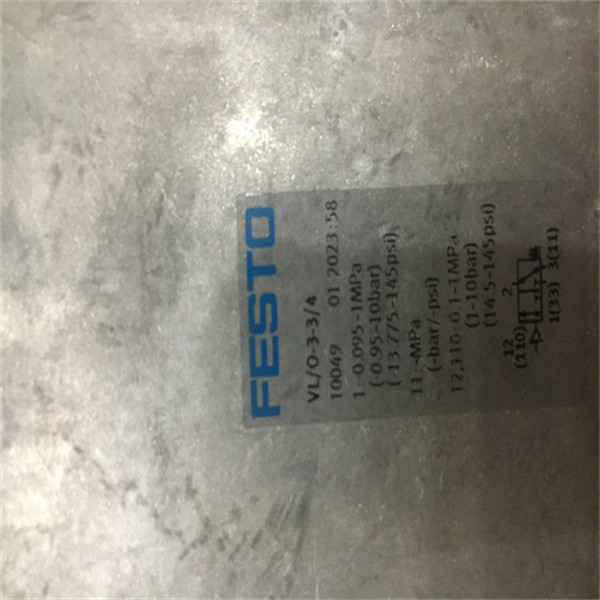 FESTO
VL/O-3-3/4
10049 01 2023:58
1:-0.095-1MPa
(-0.95-10bar)
(-13.775-145psi)
11:-MPa
(-bar/-psi)
12,110:0.1-1MPa
(1-10bar)
(14.5-145psi)
12 2
(110) 1(33) 3(11)